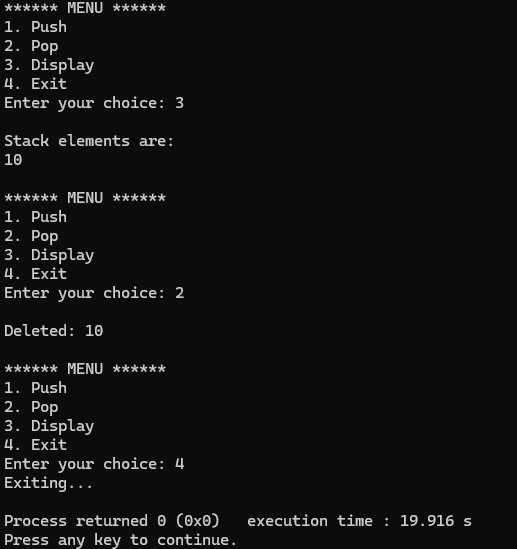 ****** MENU ******
1. Push
2. Pop
3. Display
4. Exit
Enter your choice: 3
Stack elements are:
10
****** MENU ******
1. Push
2. Pop
3. Display
4. Exit
Enter your choice: 2
Deleted: 10
****** MENU ******
1. Push
2. Pop
3. Display
4. Exit
Enter your choice: 4
Exiting...
Process returned 0 (0x0)   execution time : 19.916 s
Press any key to continue.